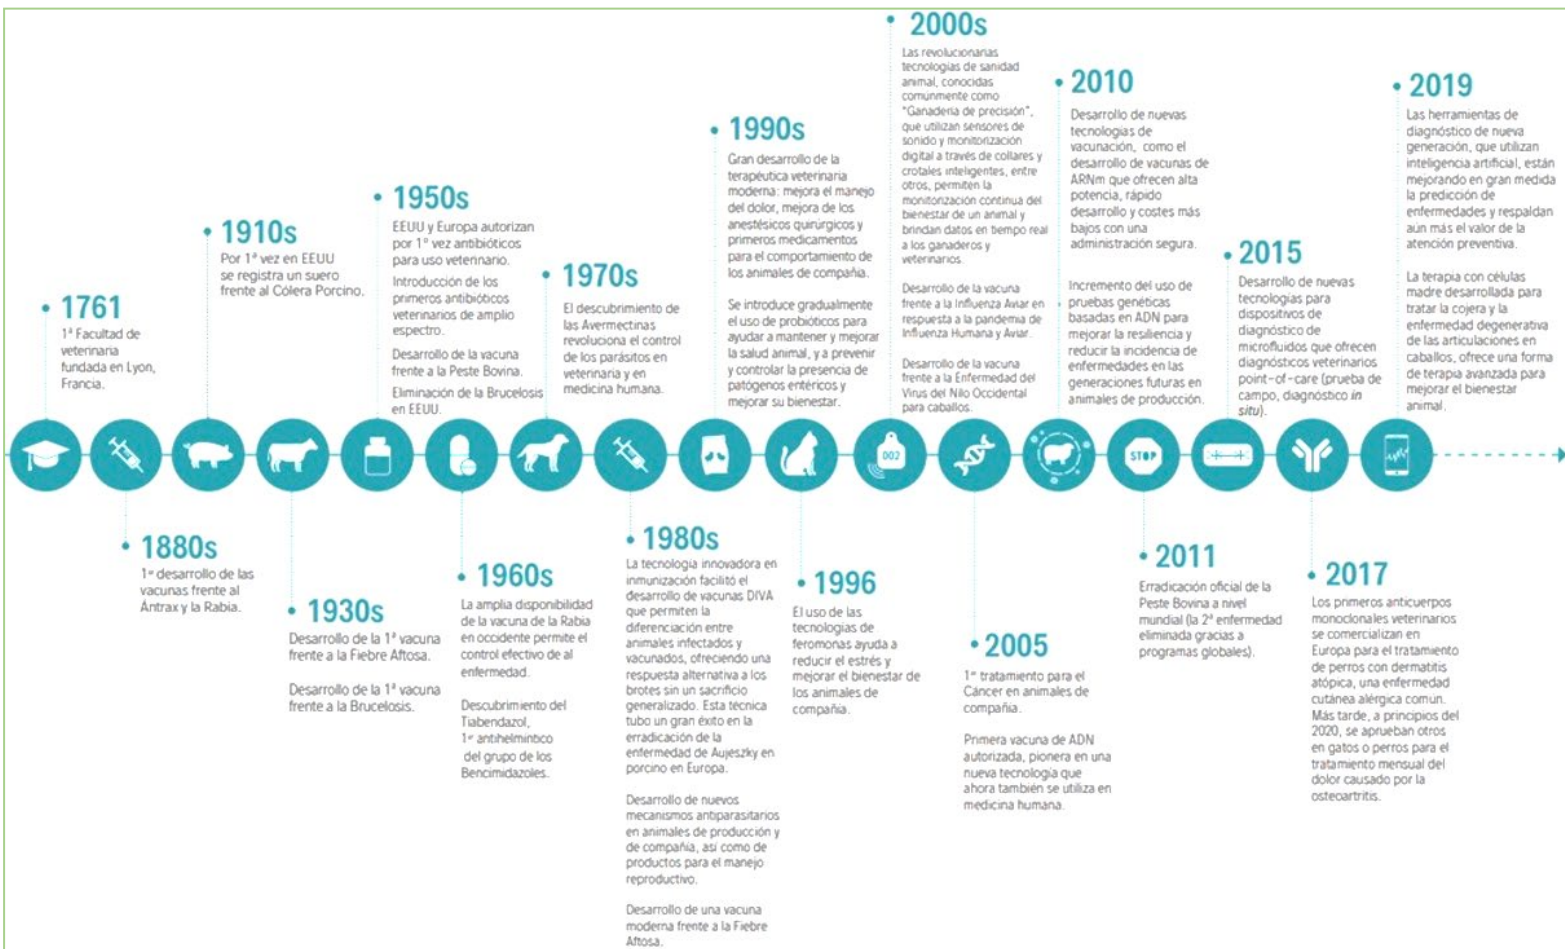 1761
1ª Facultad de
veterinaria
fundada en Lyon,
Francia.
1880s
1er desarrollo de las
vacunas frente al
Ántrax y la Rabia.
1910s
Por 1ª vez en EEUU
se registra un suero
frente al Cólera Porcino.
1930s
Desarrollo de la 1ª vacuna
frente a la Fiebre Aftosa.
Desarrollo de la 1ª vacuna
frente a la Brucelosis.
1950s
EEUU y Europa autorizan
por 1ª vez antibióticos
para uso veterinario.
Introducción de los
primeros antibióticos
veterinarios de amplio
espectro.
Desarrollo de la vacuna
frente a la Peste Bovina.
Eliminación de la Brucelosis
en EEUU.
1960s
La amplia disponibilidad
de la vacuna de la Rabia
en occidente permite el
control efectivo de al
enfermedad.
Descubrimiento del
Tiabendazol,
1er antihelmíntico
del grupo de los
Bencimidazoles.
1970s
El descubrimiento de
las Avermectinas
revoluciona el control
de los parásitos en
veterinaria y en
medicina humana.
1980s
La tecnología innovadora en
inmunización facilitó el
desarrollo de vacunas DIVA
que permiten la
diferenciación entre
animales infectados y
vacunados, ofreciendo una
respuesta alternativa a los
brotes sin un sacrificio
generalizado. Esta técnica
tubo un gran éxito en la
erradicación de la
enfermedad de Aujeszky en
porcino en Europa.
Desarrollo de nuevos
mecanismos antiparasitarios
en animales de producción y
de compañía, así como de
productos para el manejo
reproductivo.
Desarrollo de una vacuna
moderna frente a la Fiebre
Aftosa.
1990s
Gran desarrollo de la
terapéutica veterinaria
moderna: mejora el manejo
del dolor, mejora de los
anestésicos quirúrgicos y
primeros medicamentos
para el comportamiento de
los animales de compañía.
Se introduce gradualmente
el uso de probióticos para
ayudar a mantener y mejorar
la salud animal, y a prevenir
y controlar la presencia de
patógenos entéricos y
mejorar su bienestar.
1996
El uso de las
tecnologías de
feromonas ayuda a
reducir el estrés y
mejorar el bienestar de
los animales de
compañía.
2000s
Las revolucionarias
tecnologías de sanidad
animal, conocidas
comúnmente como
"Ganadería de precisión",
que utilizan sensores de
sonido y monitorización
digital a través de collares y
crotales inteligentes, entre
otros, permiten la
monitorización continua del
bienestar de un animal y
brindan datos en tiempo real
a los ganaderos y
veterinarios.
Desarrollo de la vacuna
frente a la Influenza Aviar en
respuesta a la pandemia de
Influenza Humana y Aviar.
Desarrollo de la vacuna
frente a la Enfermedad del
Virus del Nilo Occidental
para caballos.
002
2005
1er tratamiento para el
Cáncer en animales de
compañía.
Primera vacuna de ADN
autorizada, pionera en una
nueva tecnología que
ahora también se utiliza en
medicina humana.
2010
Desarrollo de nuevas
tecnologías de
vacunación, como el
desarrollo de vacunas de
ARNm que ofrecen alta
potencia, rápido
desarrollo y costes más
bajos con una
administración segura.
Incremento del uso de
pruebas genéticas
basadas en ADN para
mejorar la resiliencia y
reducir la incidencia de
enfermedades en las
generaciones futuras en
animales de producción.
STOP
2011
Erradicación oficial de la
Peste Bovina a nivel
mundial (la 2ª enfermedad
eliminada gracias a
programas globales).
2015
Desarrollo de nuevas
tecnologías para
dispositivos de
diagnóstico de
microfluidos que ofrecen
diagnósticos veterinarios
point-of-care (prueba de
campo, diagnóstico in
situ).
2017
Los primeros anticuerpos
monoclonales veterinarios
se comercializan en
Europa para el tratamiento
de perros con dermatitis
atópica, una enfermedad
cutánea alérgica común.
Más tarde, a principios del
2020, se aprueban otros
en gatos o perros para el
tratamiento mensual del
dolor causado por la
osteoartritis.
2019
Las herramientas de
diagnóstico de nueva
generación, que utilizan
inteligencia artificial, están
mejorando en gran medida
la predicción de
enfermedades y respaldan
aún más el valor de la
atención preventiva.
La terapia con células
madre desarrollada para
tratar la cojera y la
enfermedad degenerativa
de las articulaciones en
caballos, ofrece una forma
de terapia avanzada para
mejorar el bienestar
animal.